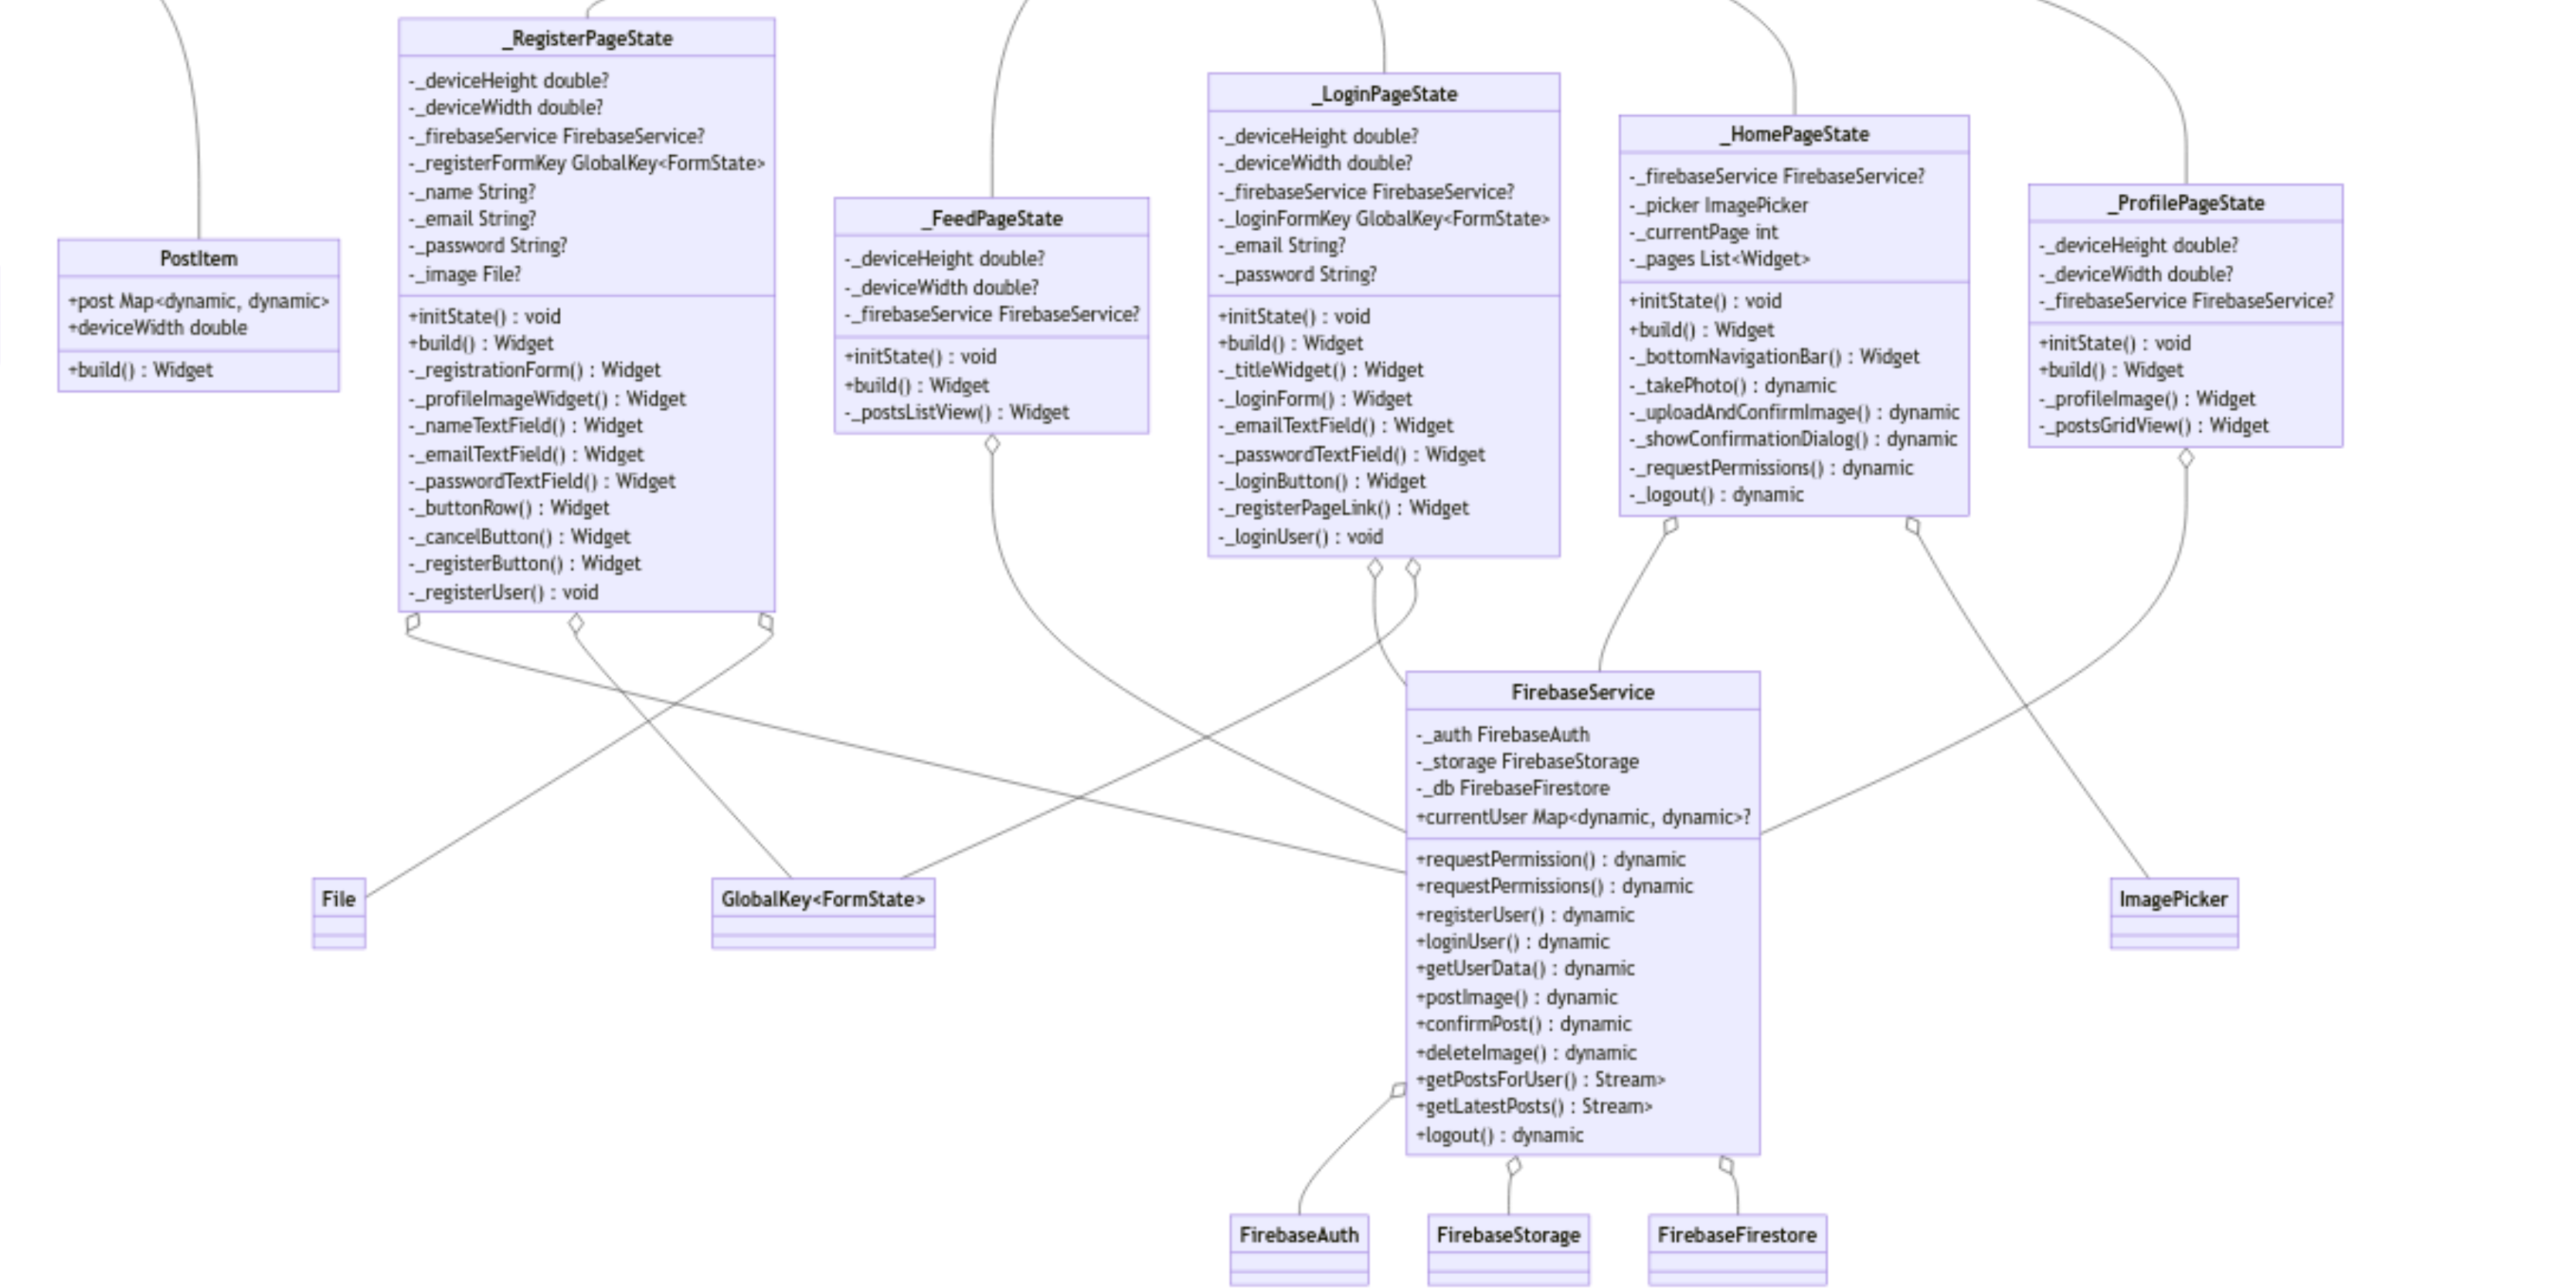 _RegisterPageState
-_deviceHeight double?
-_deviceWidth double?
-_firebaseService FirebaseService?
-_registerFormKey GlobalKey<FormState>
-_name String?
-_email String?
-_password String?
-_image File?
+initState() : void
+build() : Widget
-_registrationForm() : Widget
-_profileImageWidget() : Widget
-_nameTextField() : Widget
-_emailTextField() : Widget
-_passwordTextField() : Widget
-_buttonRow() : Widget
-_cancelButton() : Widget
-_registerButton() : Widget
-_registerUser() : void
_LoginPageState
-_deviceHeight double?
-_deviceWidth double?
-_firebaseService FirebaseService?
-_loginFormKey GlobalKey<FormState>
-_email String?
-_password String?
+initState() : void
+build() : Widget
-_titleWidget() : Widget
-_loginForm() : Widget
-_emailTextField() : Widget
-_passwordTextField() : Widget
-_loginButton() : Widget
-_registerPageLink() : Widget
-_loginUser() : void
_HomePageState
-_firebaseService FirebaseService?
-_picker ImagePicker
-_currentPage int
-_pages List<Widget>
+initState() : void
+build() : Widget
-_bottomNavigationBar() : Widget
-_takePhoto() : dynamic
-_uploadAndConfirmImage() : dynamic
-_showConfirmationDialog() : dynamic
-_requestPermissions() : dynamic
-_logout() : dynamic
_ProfilePageState
-_deviceHeight double?
-_deviceWidth double?
-_firebaseService FirebaseService?
+initState() : void
+build() : Widget
-_profileImage() : Widget
-_postsGridView() : Widget
_FeedPageState
-_deviceHeight double?
-_deviceWidth double?
-_firebaseService FirebaseService?
+initState() : void
+build() : Widget
-_postsListView() : Widget
PostItem
+post Map<dynamic, dynamic>
+deviceWidth double
+build() : Widget
FirebaseService
-_auth FirebaseAuth
-_storage FirebaseStorage
-_db FirebaseFirestore
+currentUser Map<dynamic, dynamic>?
+requestPermission() : dynamic
+requestPermissions() : dynamic
+registerUser() : dynamic
+loginUser() : dynamic
+getUserData() : dynamic
+postImage() : dynamic
+confirmPost() : dynamic
+deleteImage() : dynamic
+getPostsForUser() : Stream>
+getLatestPosts() : Stream>
+logout() : dynamic
File
GlobalKey<FormState>
ImagePicker
FirebaseAuth
FirebaseStorage
FirebaseFirestore